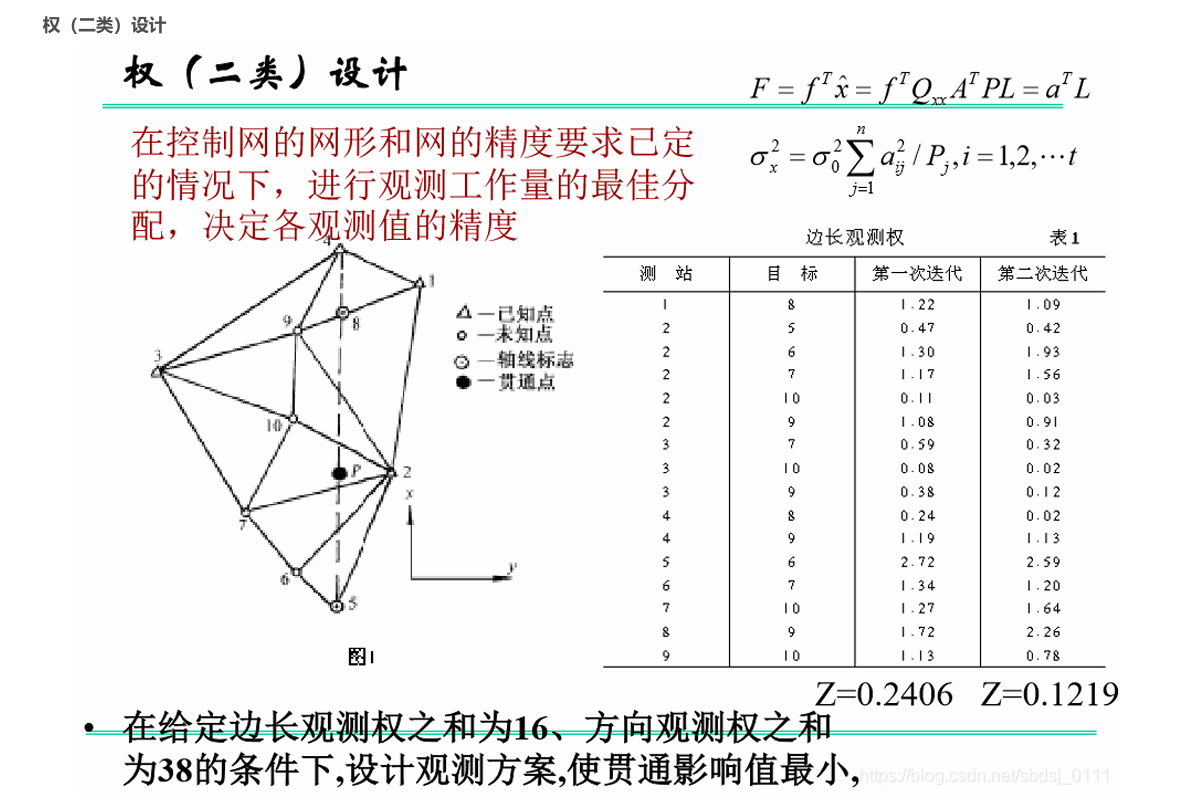 权（二类）设计
权（二类）设计
F = f^T x̂ = f^T Q_xx A^T PL = a^T L
在控制网的网形和网的精度要求已定
的情况下，进行观测工作量的最佳分
配，决定各观测值的精度
σ_x^2 = σ_0^2 ∑_{j=1}^{n} a_ij^2 / P_j, i = 1,2,⋯t
边长观测权 表1
测 站 目 标 第一次迭代 第二次迭代
1 8 1.22 1.09
2 5 0.47 0.42
2 6 1.30 1.93
2 7 1.17 1.56
2 10 0.11 0.03
2 9 1.08 0.91
3 7 0.59 0.32
3 10 0.08 0.02
3 9 0.38 0.12
4 8 0.24 0.02
4 9 1.19 1.13
5 6 2.72 2.59
6 7 1.34 1.20
7 10 1.27 1.64
8 9 1.72 2.26
9 10 1.13 0.78
Z=0.2406 Z=0.1219
4
1
9
8
3
10
P
2
7
6
5
x
y
—已知点
—未知点
—轴线标志
—贯通点
图1
• 在给定边长观测权之和为16、方向观测权之和
为38的条件下,设计观测方案,使贯通影响值最小,
https://blog.csdn.net/sbdsj_0111